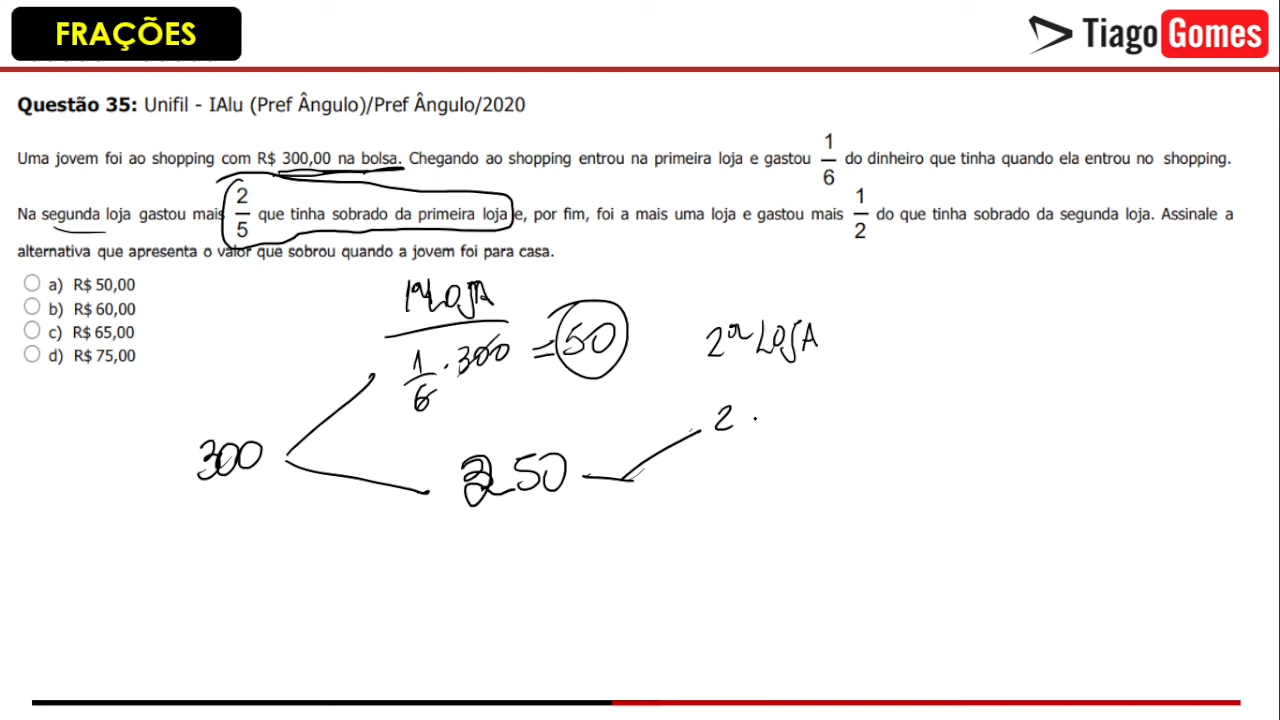 FRAÇÕES
Tiago Gomes
Questão 35: Unifil - IAlu (Pref Ângulo)/Pref Ângulo/2020
Uma jovem foi ao shopping com R$ 300,00 na bolsa. Chegando ao shopping entrou na primeira loja e gastou 1/6 do dinheiro que tinha quando ela entrou no shopping.
Na segunda loja gastou mais 2/5 que tinha sobrado da primeira loja e, por fim, foi a mais uma loja e gastou mais 1/2 do que tinha sobrado da segunda loja. Assinale a
alternativa que apresenta o valor que sobrou quando a jovem foi para casa.
a) R$ 50,00
b) R$ 60,00
c) R$ 65,00
d) R$ 75,00
1ª LOJA
1/6 · 300 = 50
2ª LOJA
2 ·
300
250